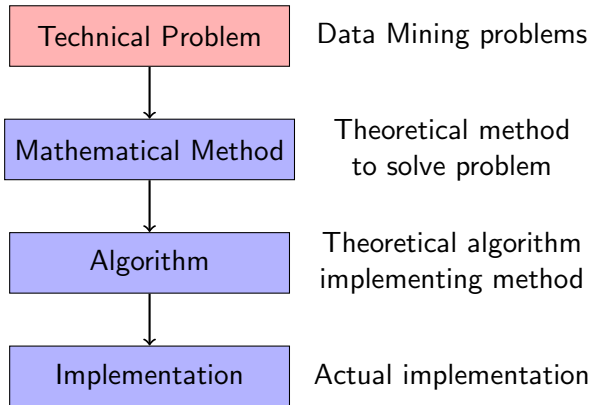 Technical Problem
Data Mining problems
Mathematical Method
Theoretical method
to solve problem
Algorithm
Theoretical algorithm
implementing method
Implementation
Actual implementation